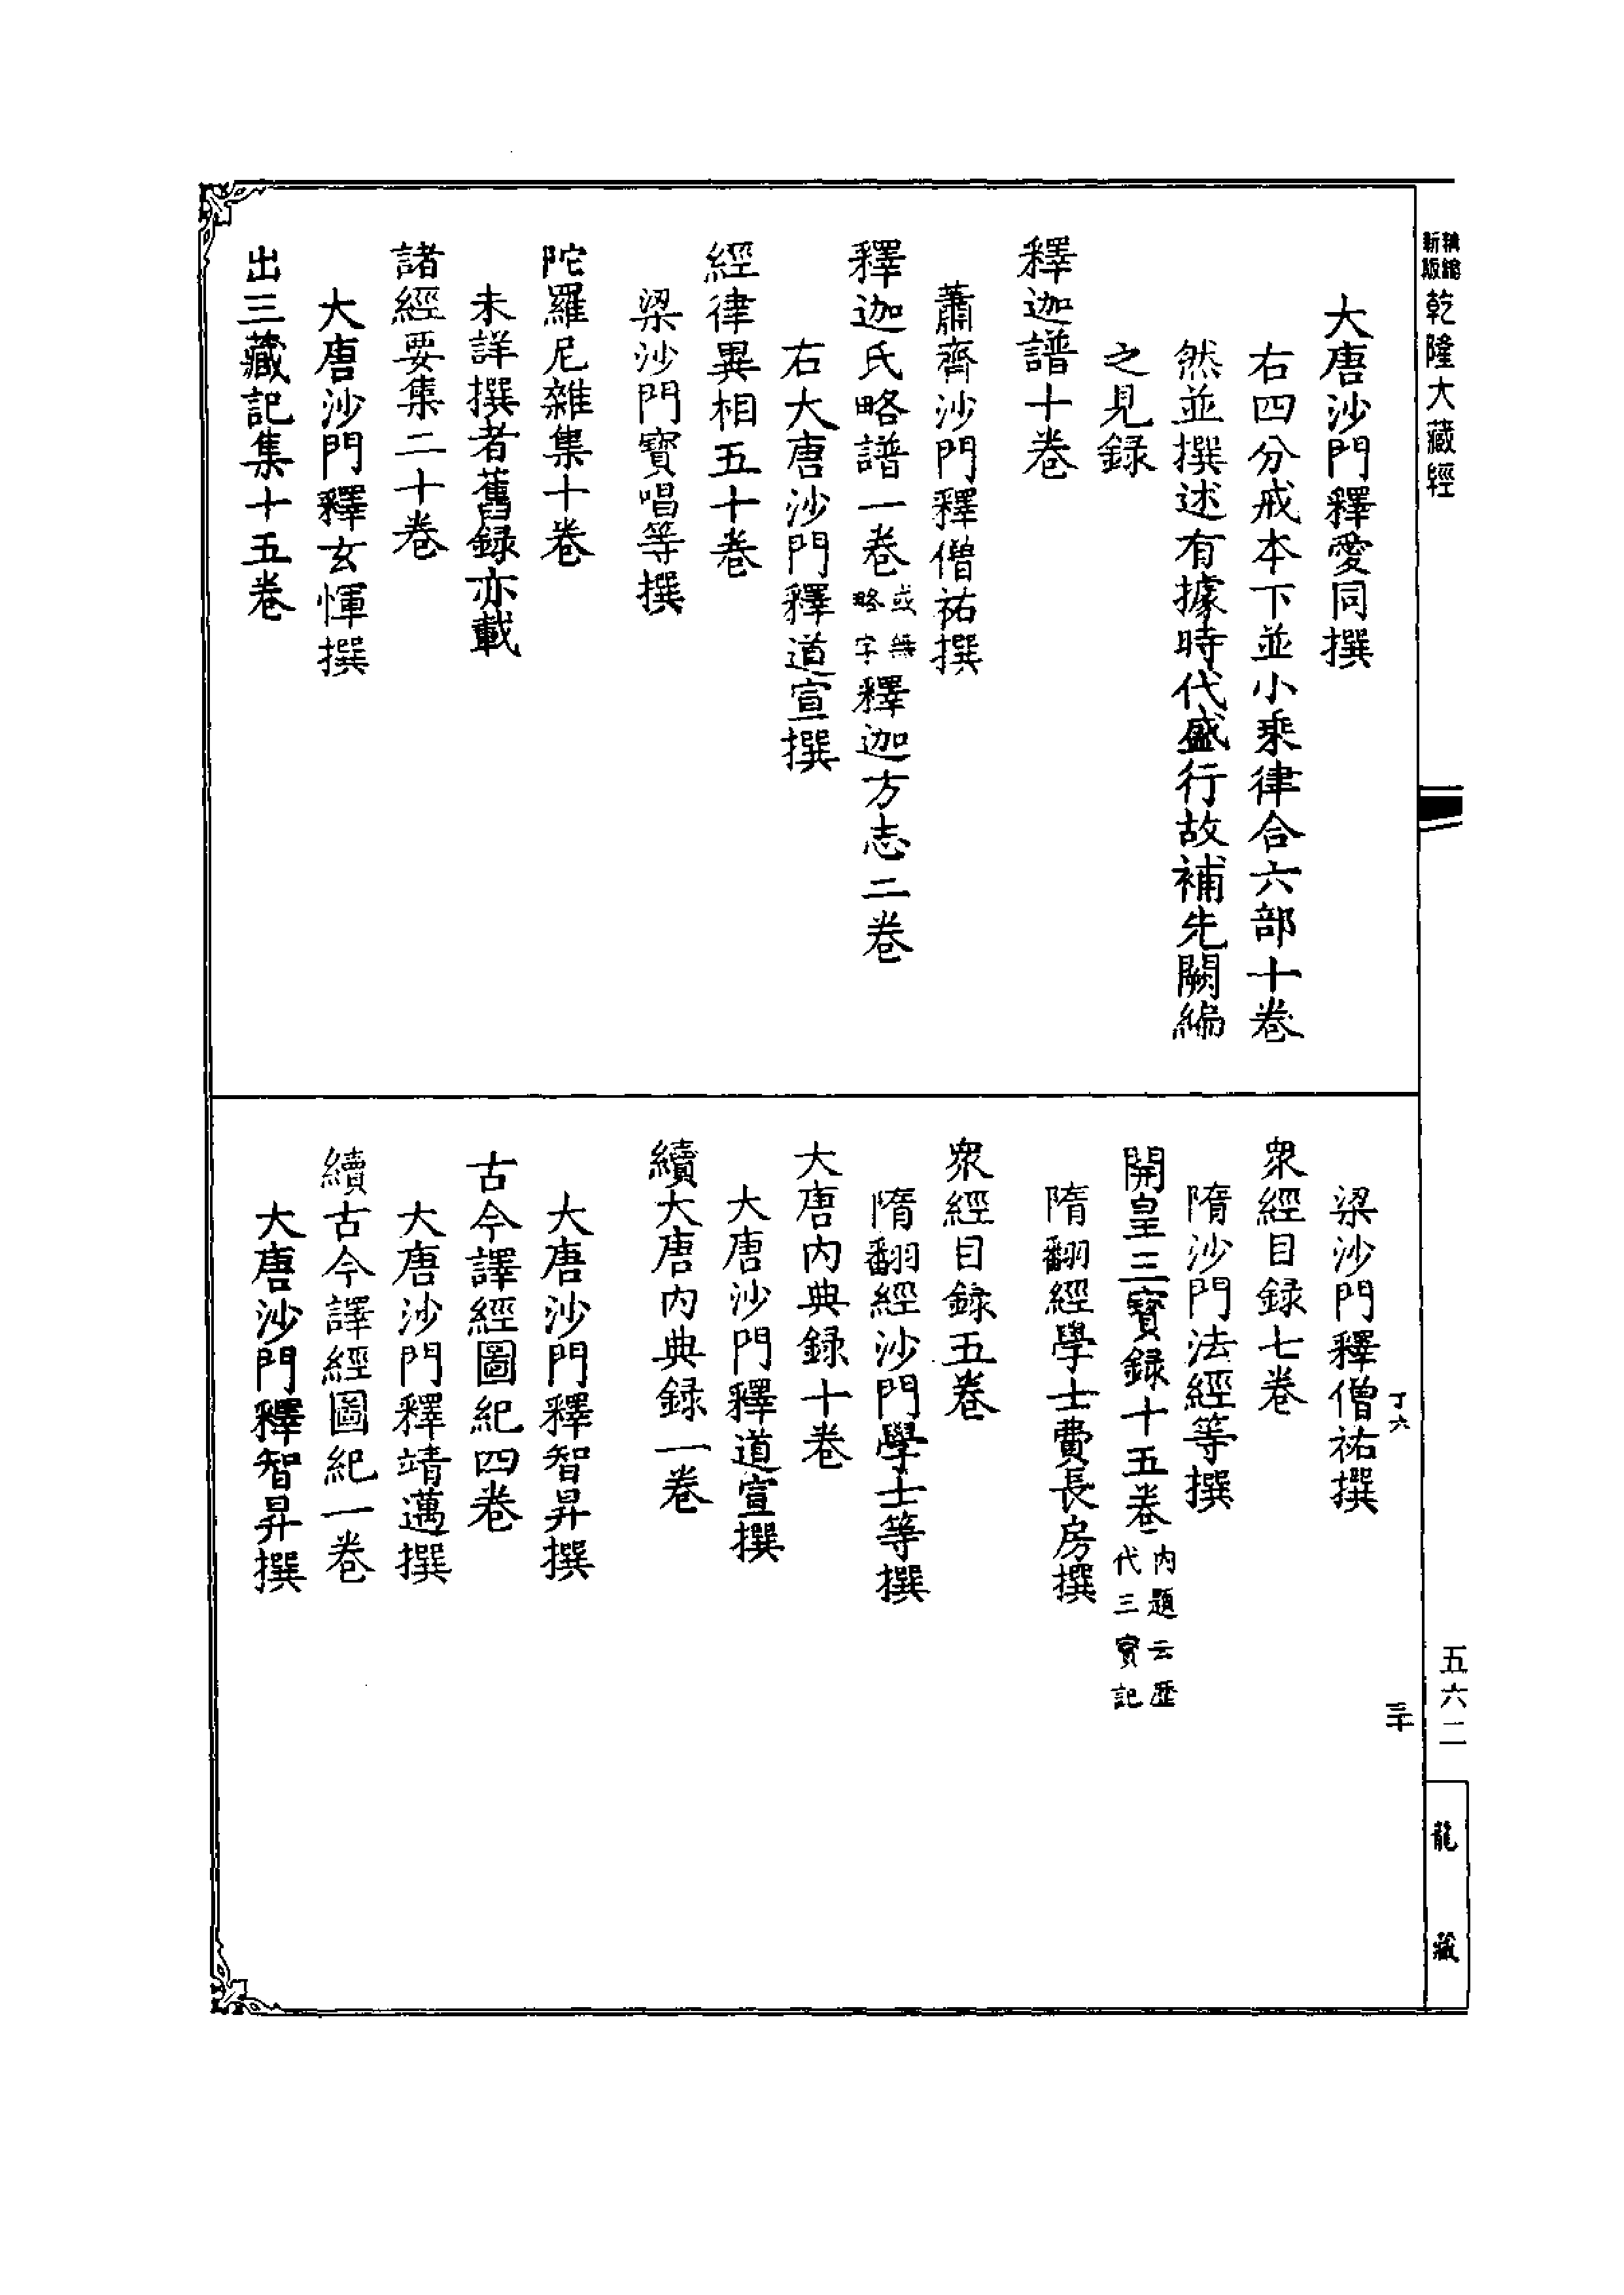 精縮新版乾隆大藏經
大唐沙門釋愛同撰
右四分戒本下並小乘律合六部十卷
然並撰述有據時代盛行故補先闕編
之見録
釋迦譜十卷
蕭齊沙門釋僧祐撰
釋迦氏略譜一卷或無略字釋迦方志二卷
右大唐沙門釋道宣撰
經律異相五十卷
梁沙門寶唱等撰
陀羅尼雜集十卷
未詳撰者舊録亦載
諸經要集二十卷
大唐沙門釋玄惲撰
出三藏記集十五卷
丁六
三十
梁沙門釋僧祐撰
衆經目録七卷
隋沙門法經等撰
開皇三寶録十五卷內題云歷代三寶記
隋翻經學士費長房撰
衆經目録五卷
隋翻經沙門學士等撰
大唐內典録十卷
大唐沙門釋道宣撰
續大唐內典録一卷
大唐沙門釋智昇撰
古今譯經圖紀四卷
大唐沙門釋靖邁撰
續古今譯經圖紀一卷
大唐沙門釋智昇撰
五六二
龍藏